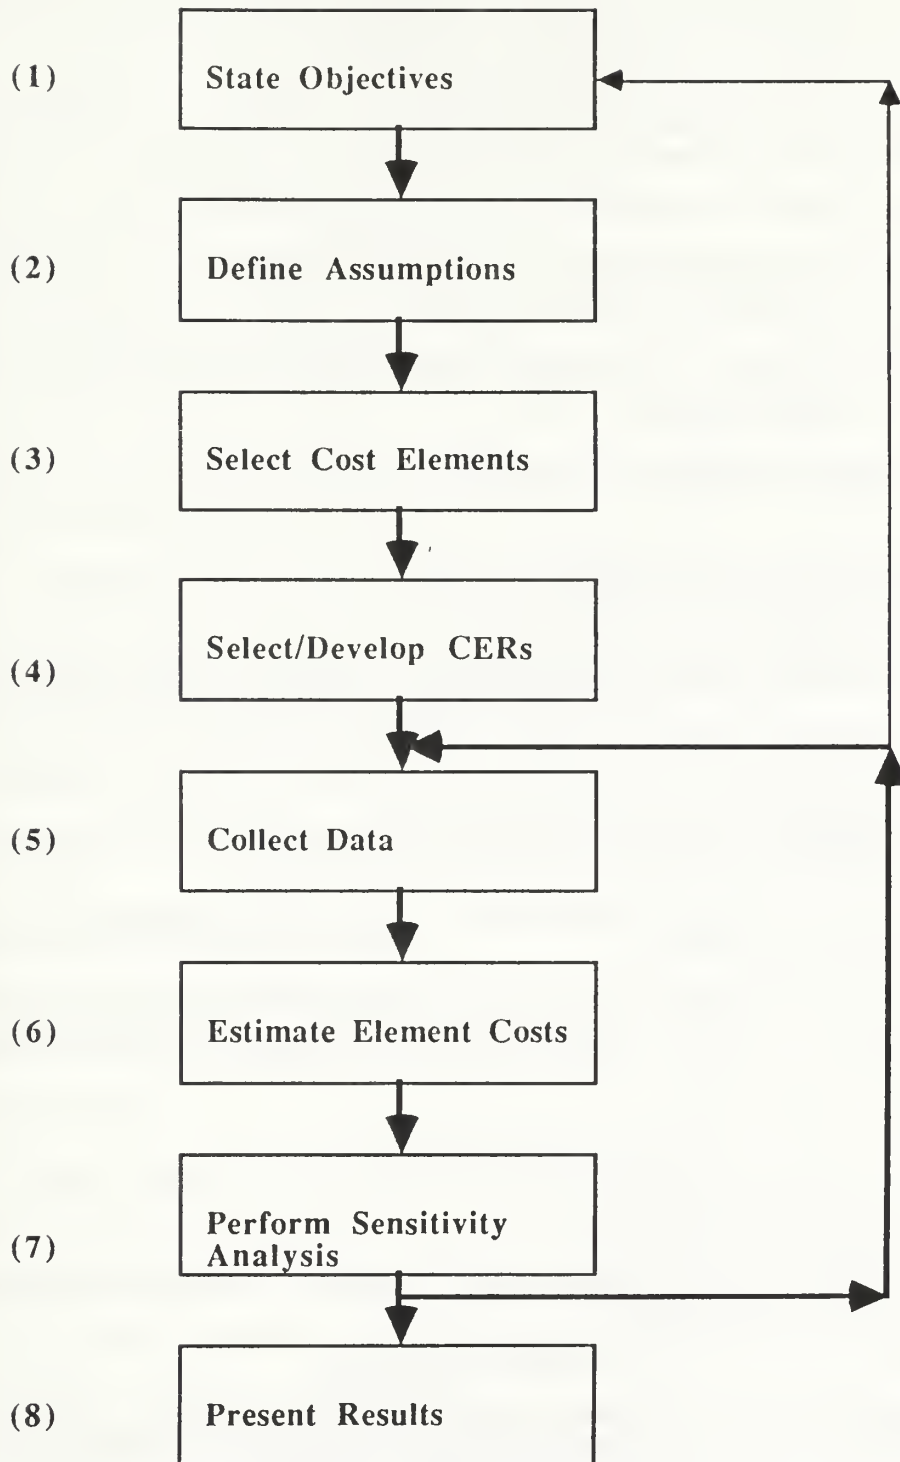 (1) State Objectives
(2) Define Assumptions
(3) Select Cost Elements
(4) Select/Develop CERs
(5) Collect Data
(6) Estimate Element Costs
(7) Perform Sensitivity
Analysis
(8) Present Results